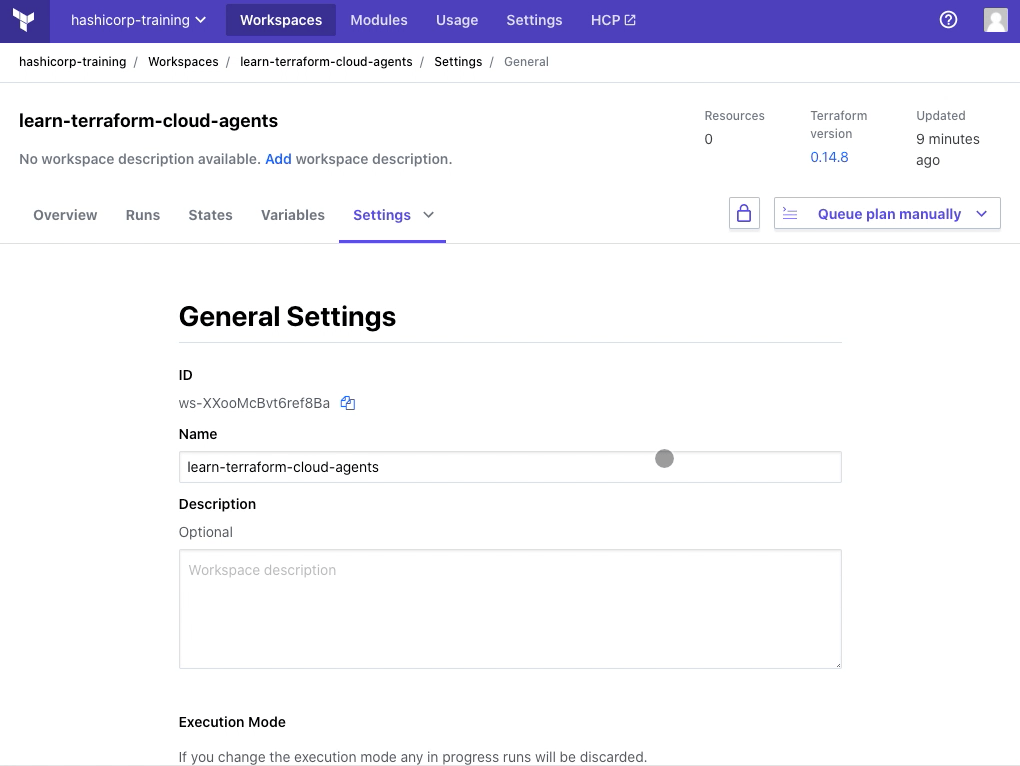 hashicorp-training Workspaces Modules Usage Settings HCP
hashicorp-training / Workspaces / learn-terraform-cloud-agents / Settings / General
learn-terraform-cloud-agents
No workspace description available. Add workspace description.
Resources
0
Terraform
version
0.14.8
Updated
9 minutes
ago
Overview Runs States Variables Settings
Queue plan manually
General Settings
ID
ws-XXooMcBvt6ref8Ba
Name
learn-terraform-cloud-agents
Description
Optional
Workspace description
Execution Mode
If you change the execution mode any in progress runs will be discarded.